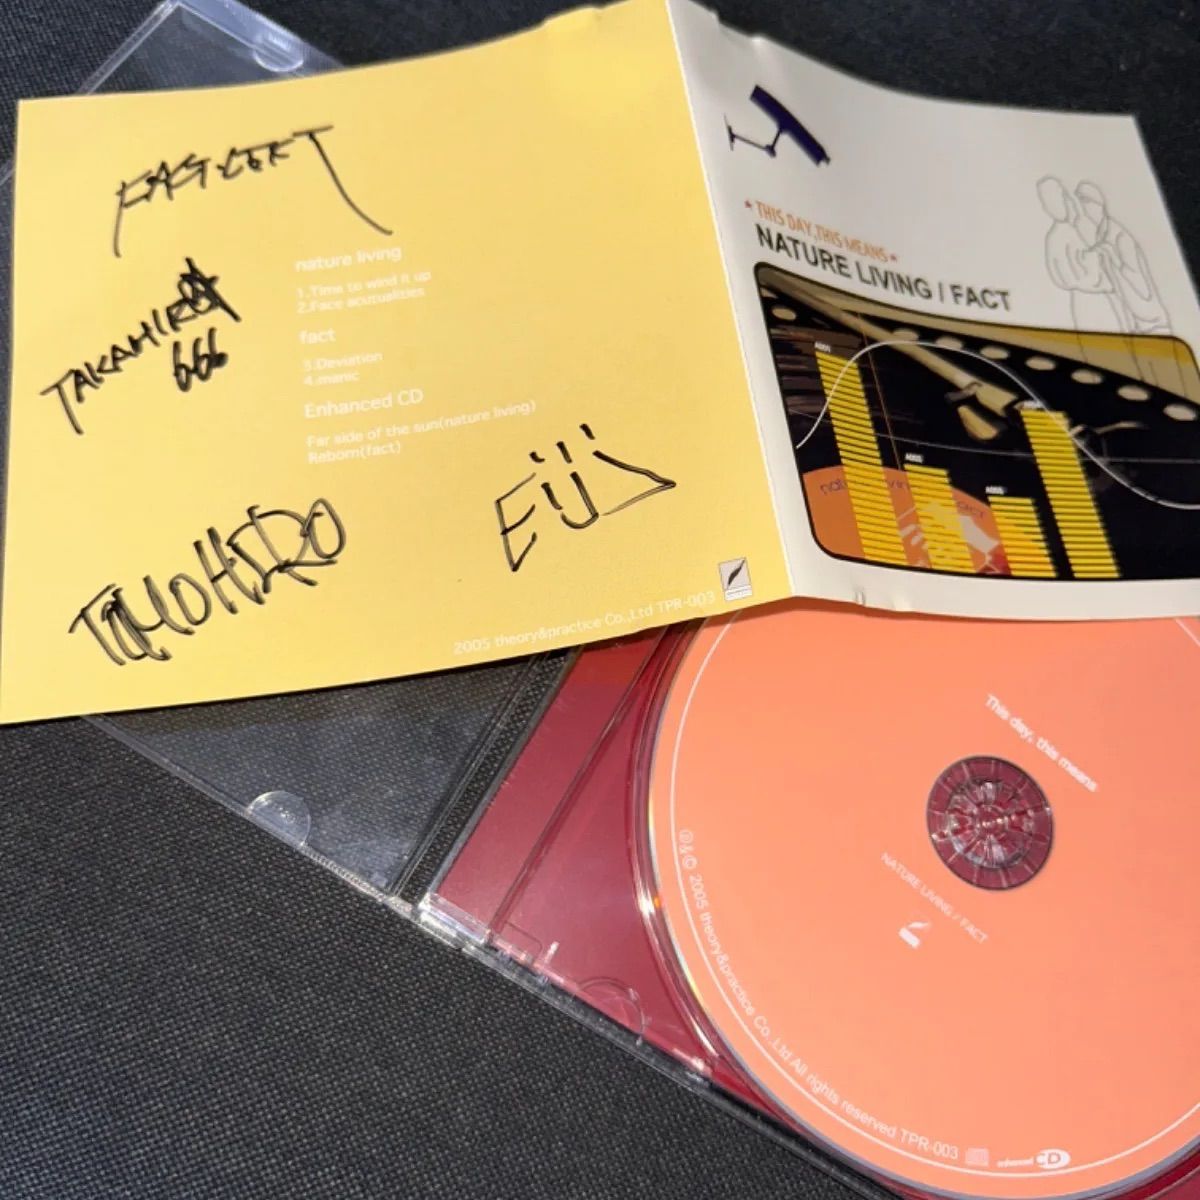 TAKAHIRO
666
TOMOHIRO
EIJI
nature living
1.Time to wind it up
2.Face acutualities
fact
3.Deviation
4.manic
Enhanced CD
Far side of the sun(nature living)
Reborn(fact)
2005 theory&practice Co.,Ltd TPR-003
* THIS DAY,THIS MEANS *
NATURE LIVING / FACT
This day, this means
NATURE LIVING / FACT
℗&© 2005 theory&practice Co.,Ltd All rights reserved TPR-003
enhanced CD